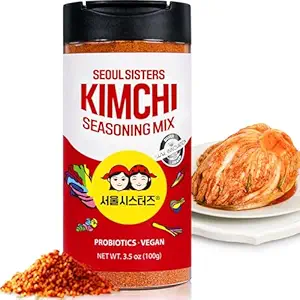 SEOUL SISTERS
KIMCHI
SEASONING MIX
서울시스터즈®
PROBIOTICS · VEGAN
NET WT. 3.5 oz (100g)